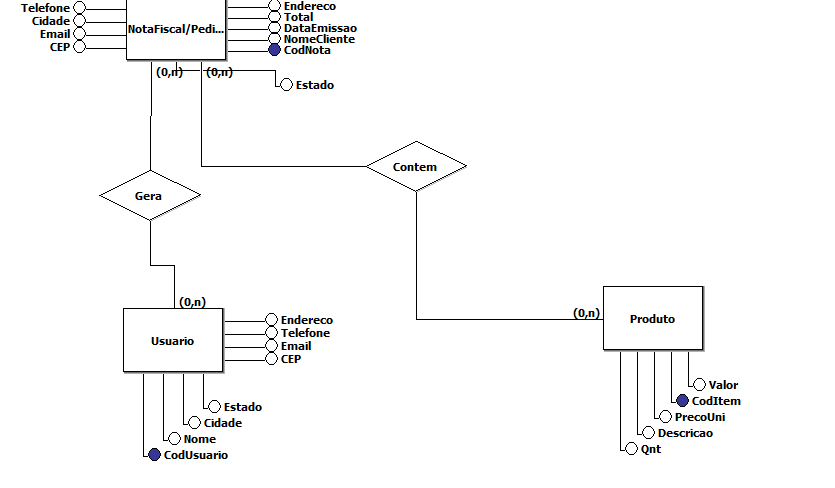 Telefone
Cidade
Email
CEP
NotaFiscal/Pedi...
Endereco
Total
DataEmissao
NomeCliente
CodNota
(0,n)
(0,n)
Estado
Contem
Gera
(0,n)
(0,n)
Usuario
Endereco
Telefone
Email
CEP
Produto
Estado
Cidade
Nome
CodUsuario
Valor
CodItem
PrecoUni
Descricao
Qnt